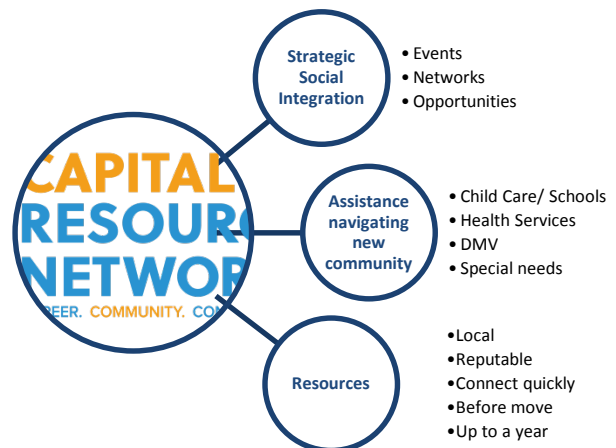 Strategic
Social
Integration
• Events
• Networks
• Opportunities
CAPITAL
RESOURC
NETWOR
EER. COMMUNITY. CON
Assistance
navigating
new
community
• Child Care/ Schools
• Health Services
• DMV
• Special needs
Resources
•Local
•Reputable
•Connect quickly
•Before move
•Up to a year